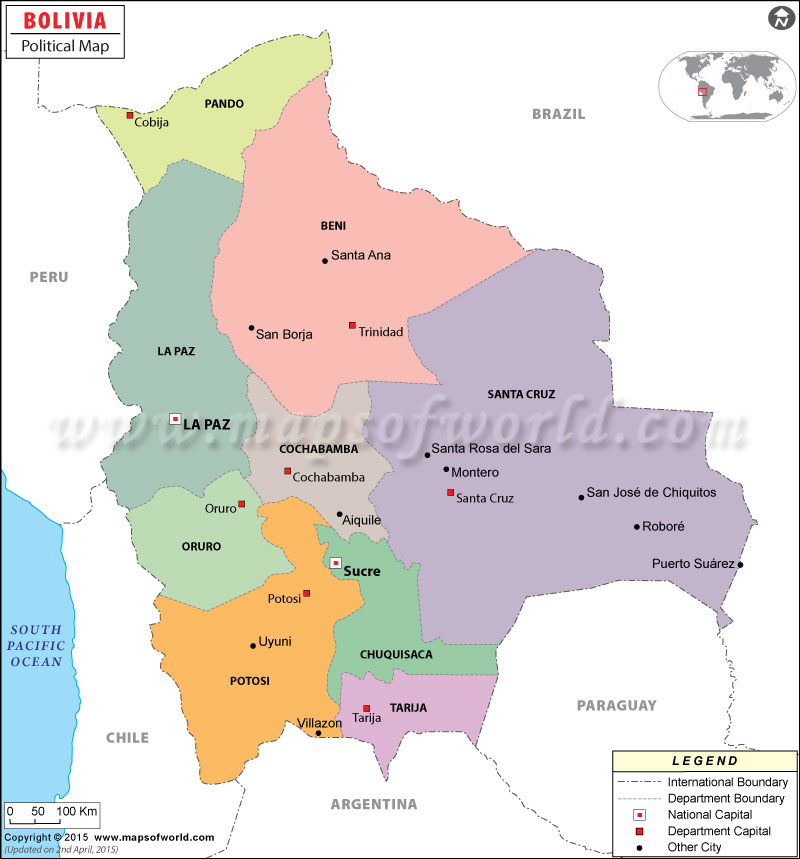 BOLIVIA
Political Map
N
PANDO
Cobija
BRAZIL
BENI
Santa Ana
PERU
San Borja
Trinidad
LA PAZ
SANTA CRUZ
LA PAZ
www.mapsofworld.com
COCHABAMBA
Santa Rosa del Sara
Cochabamba
Montero
Santa Cruz
San José de Chiquitos
Oruro
Aiquile
Roboré
ORURO
Puerto Suárez
Sucre
Potosi
SOUTH
PACIFIC
OCEAN
Uyuni
CHUQUISACA
POTOSI
TARIJA
PARAGUAY
Tarija
Villazon
CHILE
ARGENTINA
LEGEND
International Boundary
Department Boundary
National Capital
Department Capital
Other City
0 50 100 Km
Copyright © 2015 www.mapsofworld.com
(Updated on 2nd April, 2015)